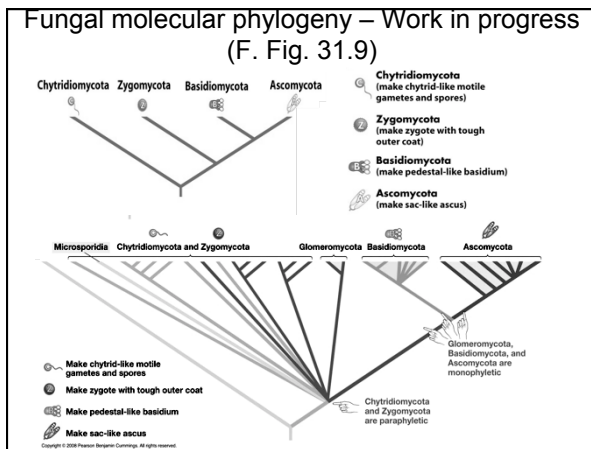 Fungal molecular phylogeny – Work in progress
(F. Fig. 31.9)
Chytridiomycota Zygomycota Basidiomycota Ascomycota
Chytridiomycota
(make chytrid-like motile
gametes and spores)
Zygomycota
(make zygote with tough
outer coat)
Basidiomycota
(make pedestal-like basidium)
Ascomycota
(make sac-like ascus)
Microsporidia Chytridiomycota and Zygomycota Glomeromycota Basidiomycota Ascomycota
Glomeromycota,
Basidiomycota, and
Ascomycota are
monophyletic
Chytridiomycota
and Zygomycota
are paraphyletic
Make chytrid-like motile
gametes and spores
Make zygote with tough outer coat
Make pedestal-like basidium
Make sac-like ascus
Copyright © 2008 Pearson Benjamin Cummings. All rights reserved.